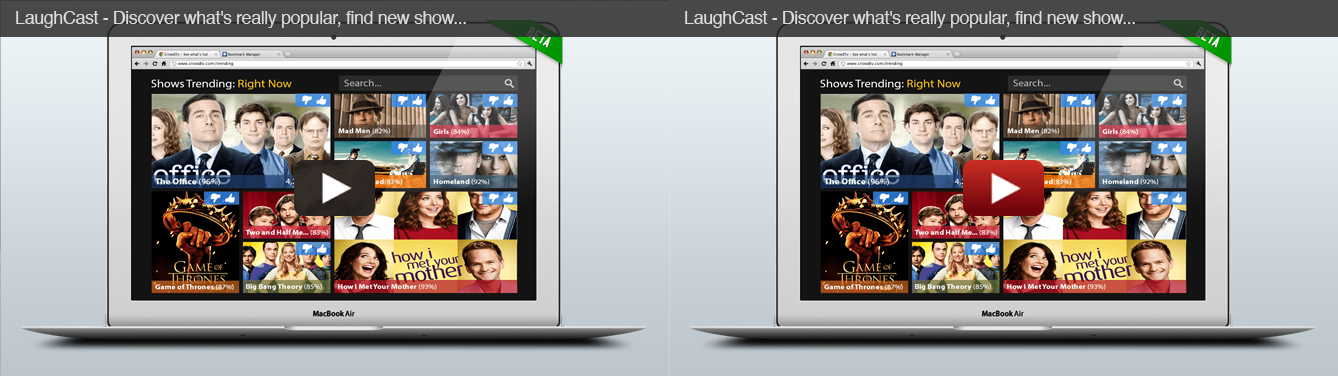 LaughCast - Discover what's really popular, find new show...
BETA
CrowdTv - See what's hot
Bookmark Manager
www.crowdtv.com/trending
Shows Trending: Right Now
Search...
Mad Men (82%)
Girls (84%)
office
The Office (96%)
4,2
ad (83%)
Homeland (92%)
Two and Half Me... (83%)
GAME OF
THRONES
Game of Thrones (87%)
Big Bang Theory (85%)
how i
met your
mother
How I Met Your Mother (93%)
MacBook Air
LaughCast - Discover what's really popular, find new show...
BETA
CrowdTv - See what's hot
Bookmark Manager
www.crowdtv.com/trending
Shows Trending: Right Now
Search...
Mad Men (82%)
Girls (84%)
office
The Office (96%)
4,2
ad (83%)
Homeland (92%)
Two and Half Me... (83%)
GAME OF
THRONES
Game of Thrones (87%)
Big Bang Theory (85%)
how i
met your
mother
How I Met Your Mother (93%)
MacBook Air